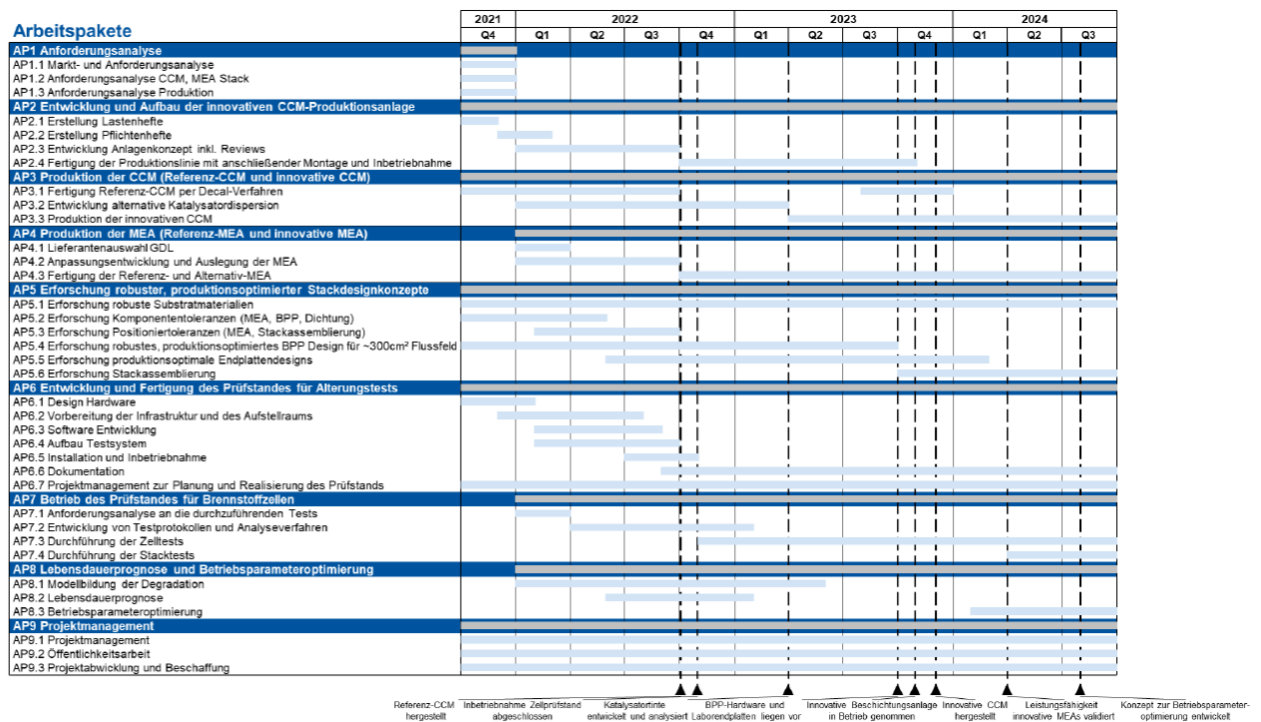 2021 2022 2023 2024
Arbeitspakete
Q4 Q1 Q2 Q3 Q4 Q1 Q2 Q3 Q4 Q1 Q2 Q3
AP1 Anforderungsanalyse
AP1.1 Markt- und Anforderungsanalyse
AP1.2 Anforderungsanalyse CCM, MEA Stack
AP1.3 Anforderungsanalyse Produktion
AP2 Entwicklung und Aufbau der innovativen CCM-Produktionsanlage
AP2.1 Erstellung Lastenhefte
AP2.2 Erstellung Pflichtenhefte
AP2.3 Entwicklung Anlagenkonzept inkl. Reviews
AP2.4 Fertigung der Produktionslinie mit anschließender Montage und Inbetriebnahme
AP3 Produktion der CCM (Referenz-CCM und innovative CCM)
AP3.1 Fertigung Referenz-CCM per Decal-Verfahren
AP3.2 Entwicklung alternative Katalysatordispersion
AP3.3 Produktion der innovativen CCM
AP4 Produktion der MEA (Referenz-MEA und innovative MEA)
AP4.1 Lieferantenauswahl GDL
AP4.2 Anpassungsentwicklung und Auslegung der MEA
AP4.3 Fertigung der Referenz- und Alternativ-MEA
AP5 Erforschung robuster, produktionsoptimierter Stackdesignkonzepte
AP5.1 Erforschung robuste Substratmaterialien
AP5.2 Erforschung Komponententoleranzen (MEA, BPP, Dichtung)
AP5.3 Erforschung Positioniertoleranzen (MEA, Stackassemblierung)
AP5.4 Erforschung robustes, produktionsoptimiertes BPP Design für ~300cm² Flussfeld
AP5.5 Erforschung produktionsoptimale Endplattendesigns
AP5.6 Erforschung Stackassemblierung
AP6 Entwicklung und Fertigung des Prüfstandes für Alterungstests
AP6.1 Design Hardware
AP6.2 Vorbereitung der Infrastruktur und des Aufstellraums
AP6.3 Software Entwicklung
AP6.4 Aufbau Testsystem
AP6.5 Installation und Inbetriebnahme
AP6.6 Dokumentation
AP6.7 Projektmanagement zur Planung und Realisierung des Prüfstands
AP7 Betrieb des Prüfstandes für Brennstoffzellen
AP7.1 Anforderungsanalyse an die durchzuführenden Tests
AP7.2 Entwicklung von Testprotokollen und Analyseverfahren
AP7.3 Durchführung der Zelltests
AP7.4 Durchführung der Stacktests
AP8 Lebensdauerprognose und Betriebsparameteroptimierung
AP8.1 Modellbildung der Degradation
AP8.2 Lebensdauerprognose
AP8.3 Betriebsparameteroptimierung
AP9 Projektmanagement
AP9.1 Projektmanagement
AP9.2 Öffentlichkeitsarbeit
AP9.3 Projektabwicklung und Beschaffung
Referenz-CCM
hergestellt
Inbetriebnahme Zellprüfstand
abgeschlossen
Katalysatortinte
entwickelt und analysiert
BPP-Hardware und
Laborendplatten liegen vor
Innovative Beschichtungsanlage
in Betrieb genommen
Innovative CCM
hergestellt
Leistungsfähigkeit
innovative MEAs validiert
Konzept zur Betriebsparameter-
optimierung entwickelt